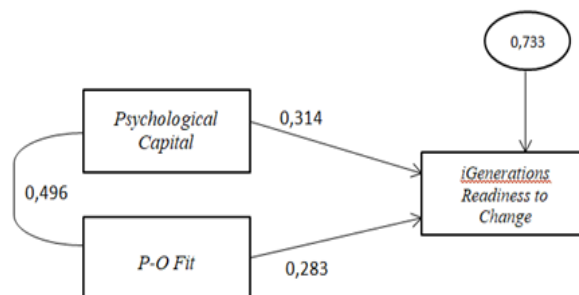 0,733
Psychological
Capital
0,314
iGenerations
Readiness to
Change
0,496
P-O Fit
0,283